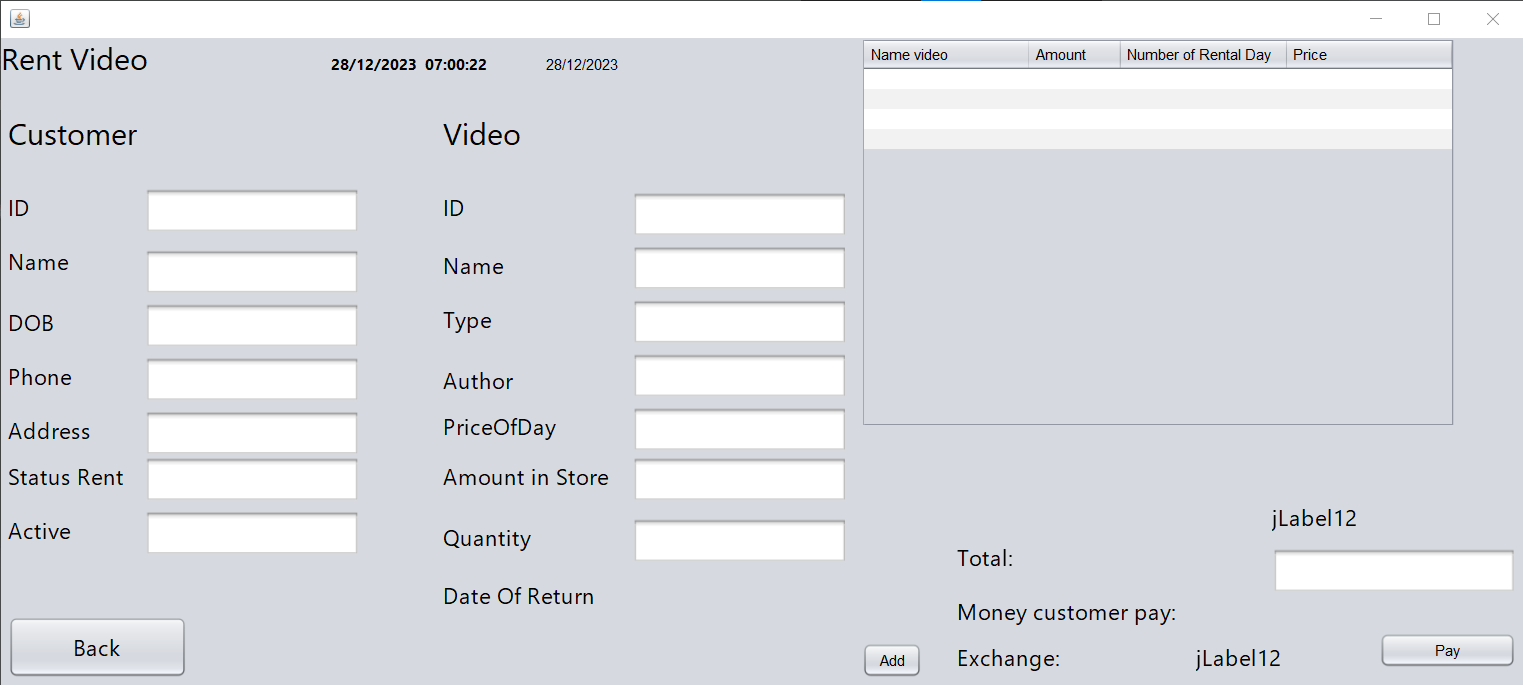 Rent Video
28/12/2023 07:00:22
28/12/2023
Name video
Amount
Number of Rental Day
Price
Customer
Video
ID
Name
DOB
Phone
Address
Status Rent
Active
ID
Name
Type
Author
PriceOfDay
Amount in Store
Quantity
Date Of Return
jLabel12
Total:
Money customer pay:
Exchange:
jLabel12
Back
Add
Pay